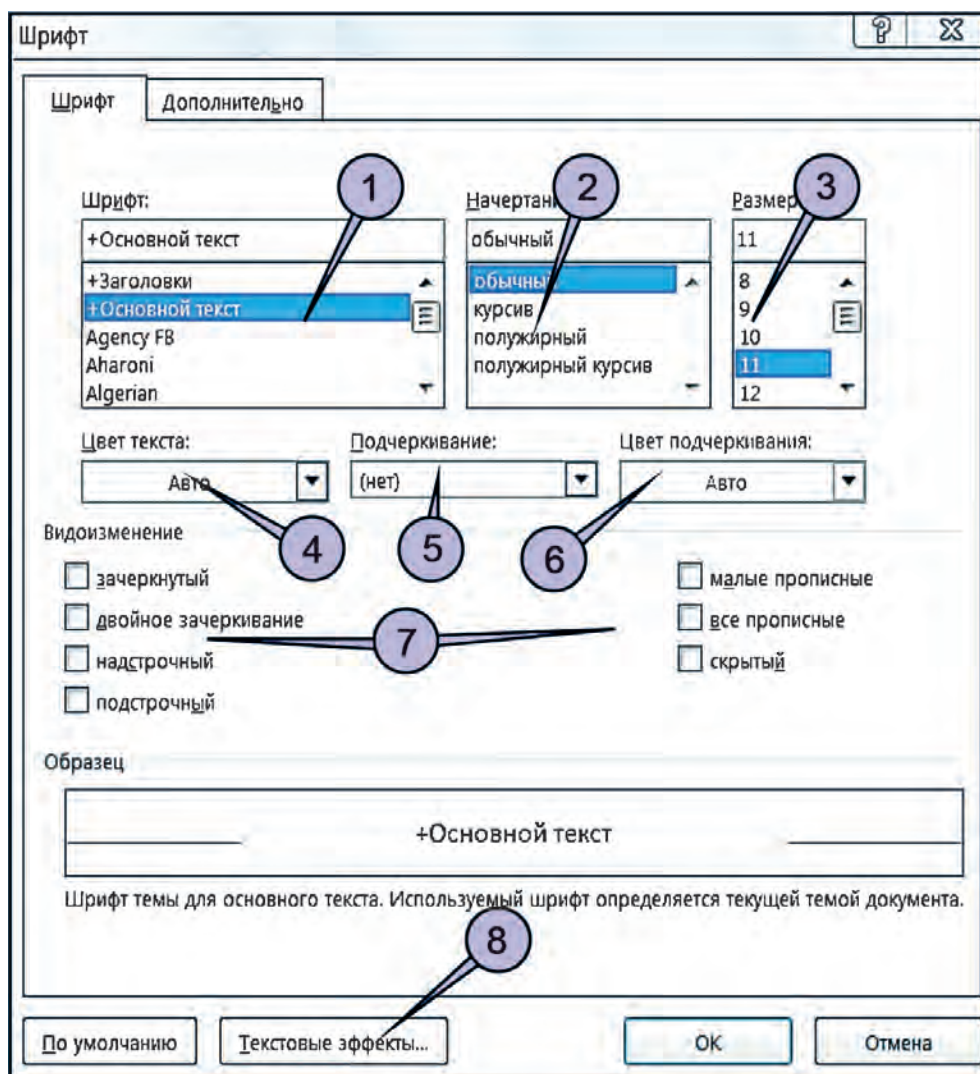 Шрифт
Шрифт Дополнительно
1 2 3
Шрифт: Размер
+Основной текст обычный 11
+Заголовки обычный 8
+Основной текст курсив 9
Agency FB полужирный 10
Aharoni полужирный курсив 11
Algerian 12
Цвет текста: Подчеркивание: Цвет подчеркивания:
Авто (нет) Авто
4 5 6
Видоизменение
зачеркнутый малые прописные
двойное зачеркивание все прописные
7
надстрочный скрытый
подстрочный
Образец
+Основной текст
Шрифт темы для основного текста. Используемый шрифт определяется текущей темой документа.
8
По умолчанию Текстовые эффекты... ОК Отмена